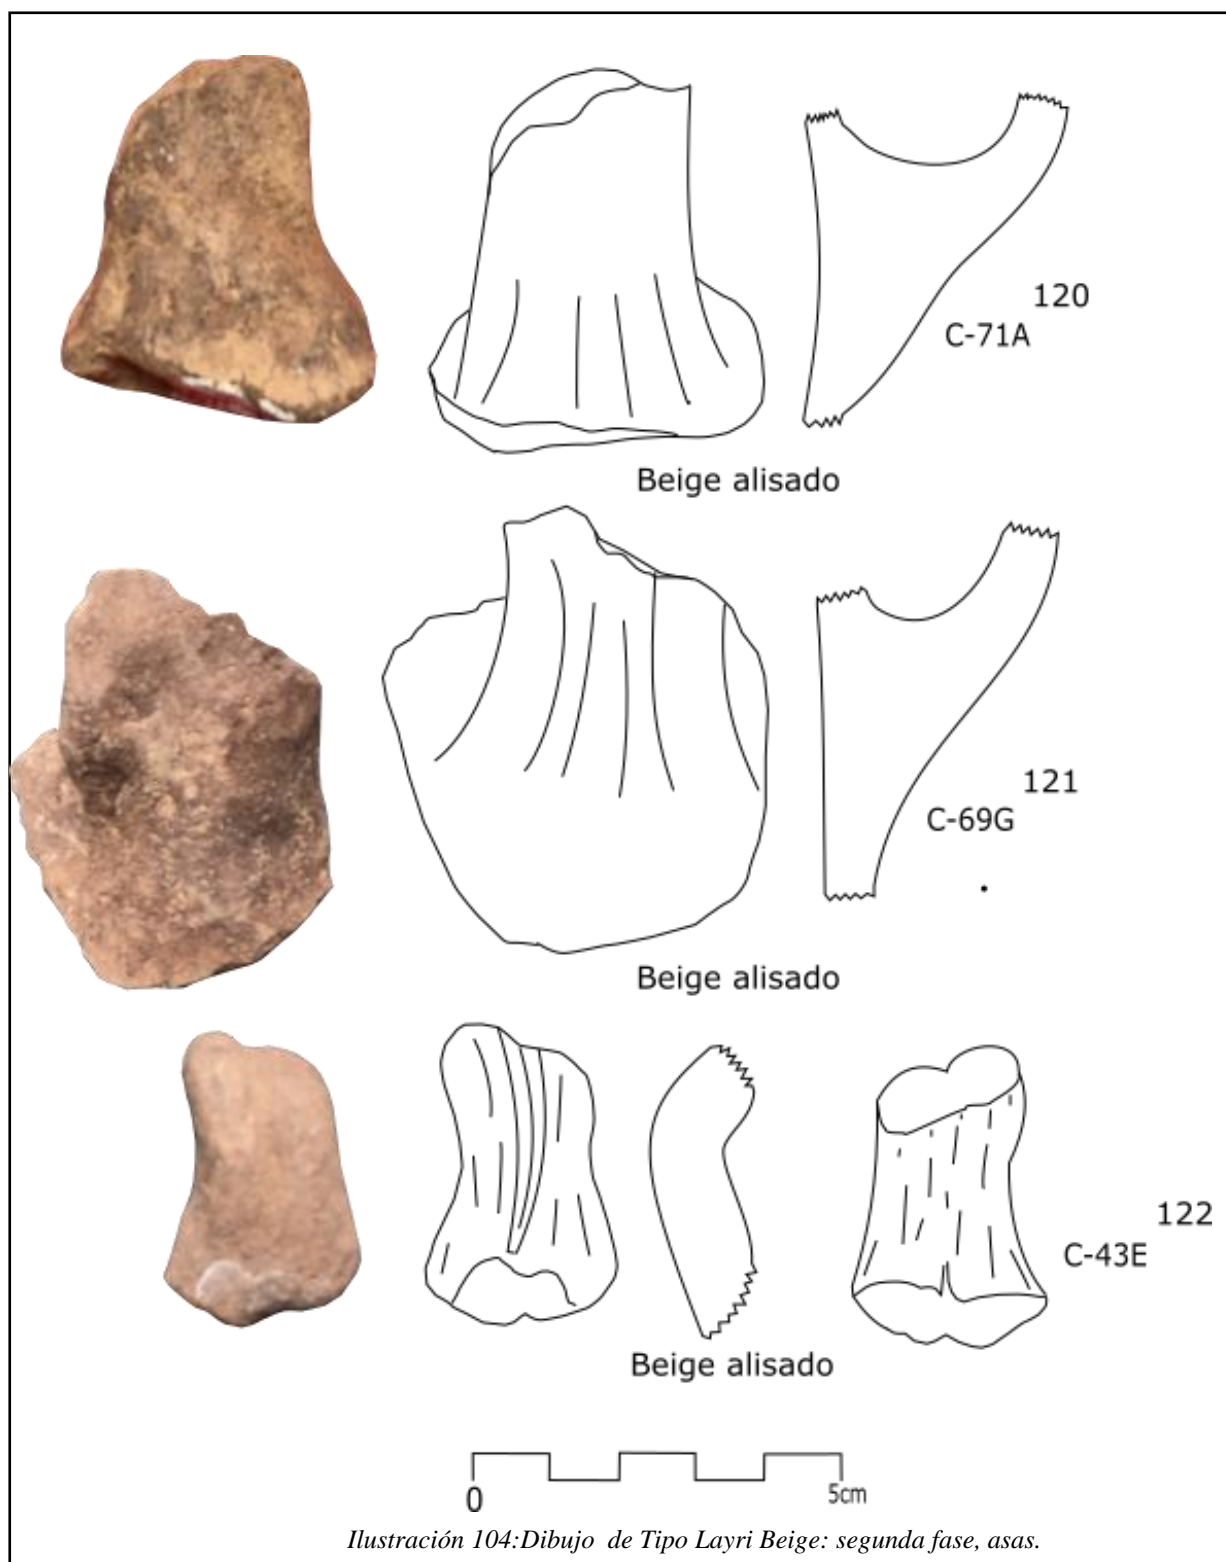 120
C-71A
Beige alisado
121
C-69G
Beige alisado
122
C-43E
Beige alisado
0 5cm
Ilustración 104:Dibujo de Tipo Layri Beige: segunda fase, asas.